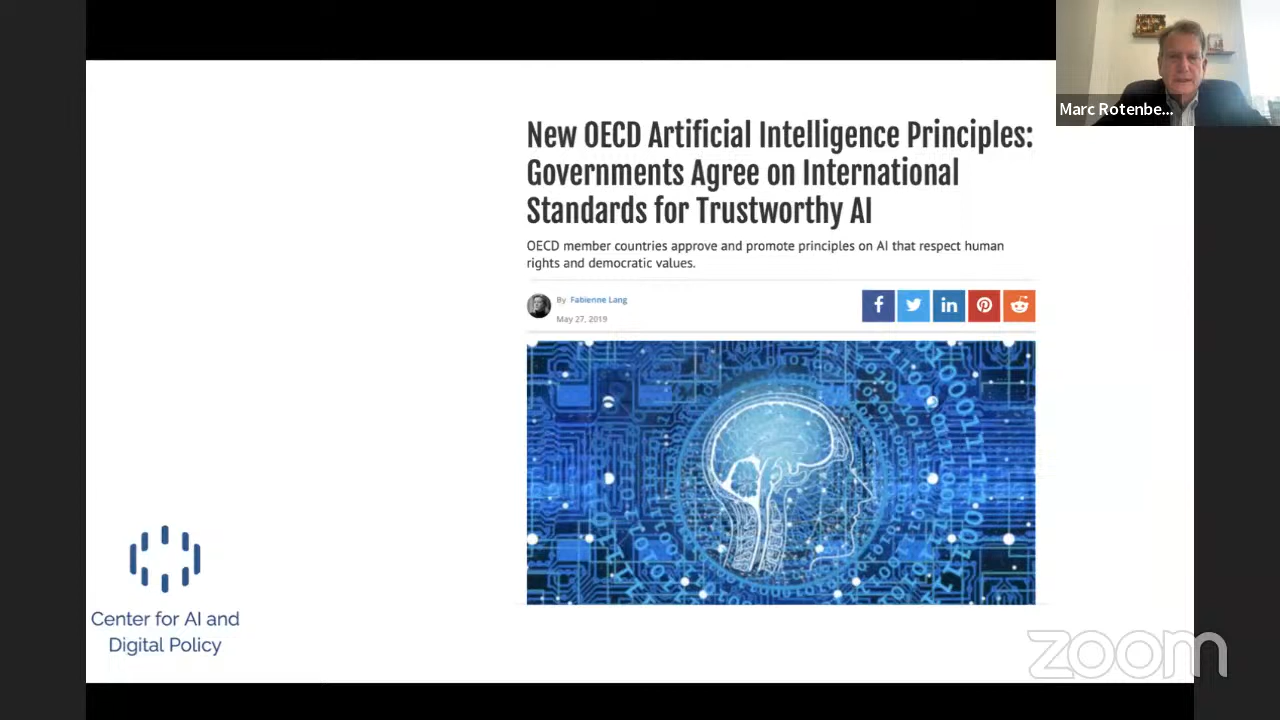 Marc Rotenbe...
New OECD Artificial Intelligence Principles:
Governments Agree on International
Standards for Trustworthy AI
OECD member countries approve and promote principles on AI that respect human
rights and democratic values.
By Fabienne Lang
May 27, 2019
Center for AI and
Digital Policy
zoom